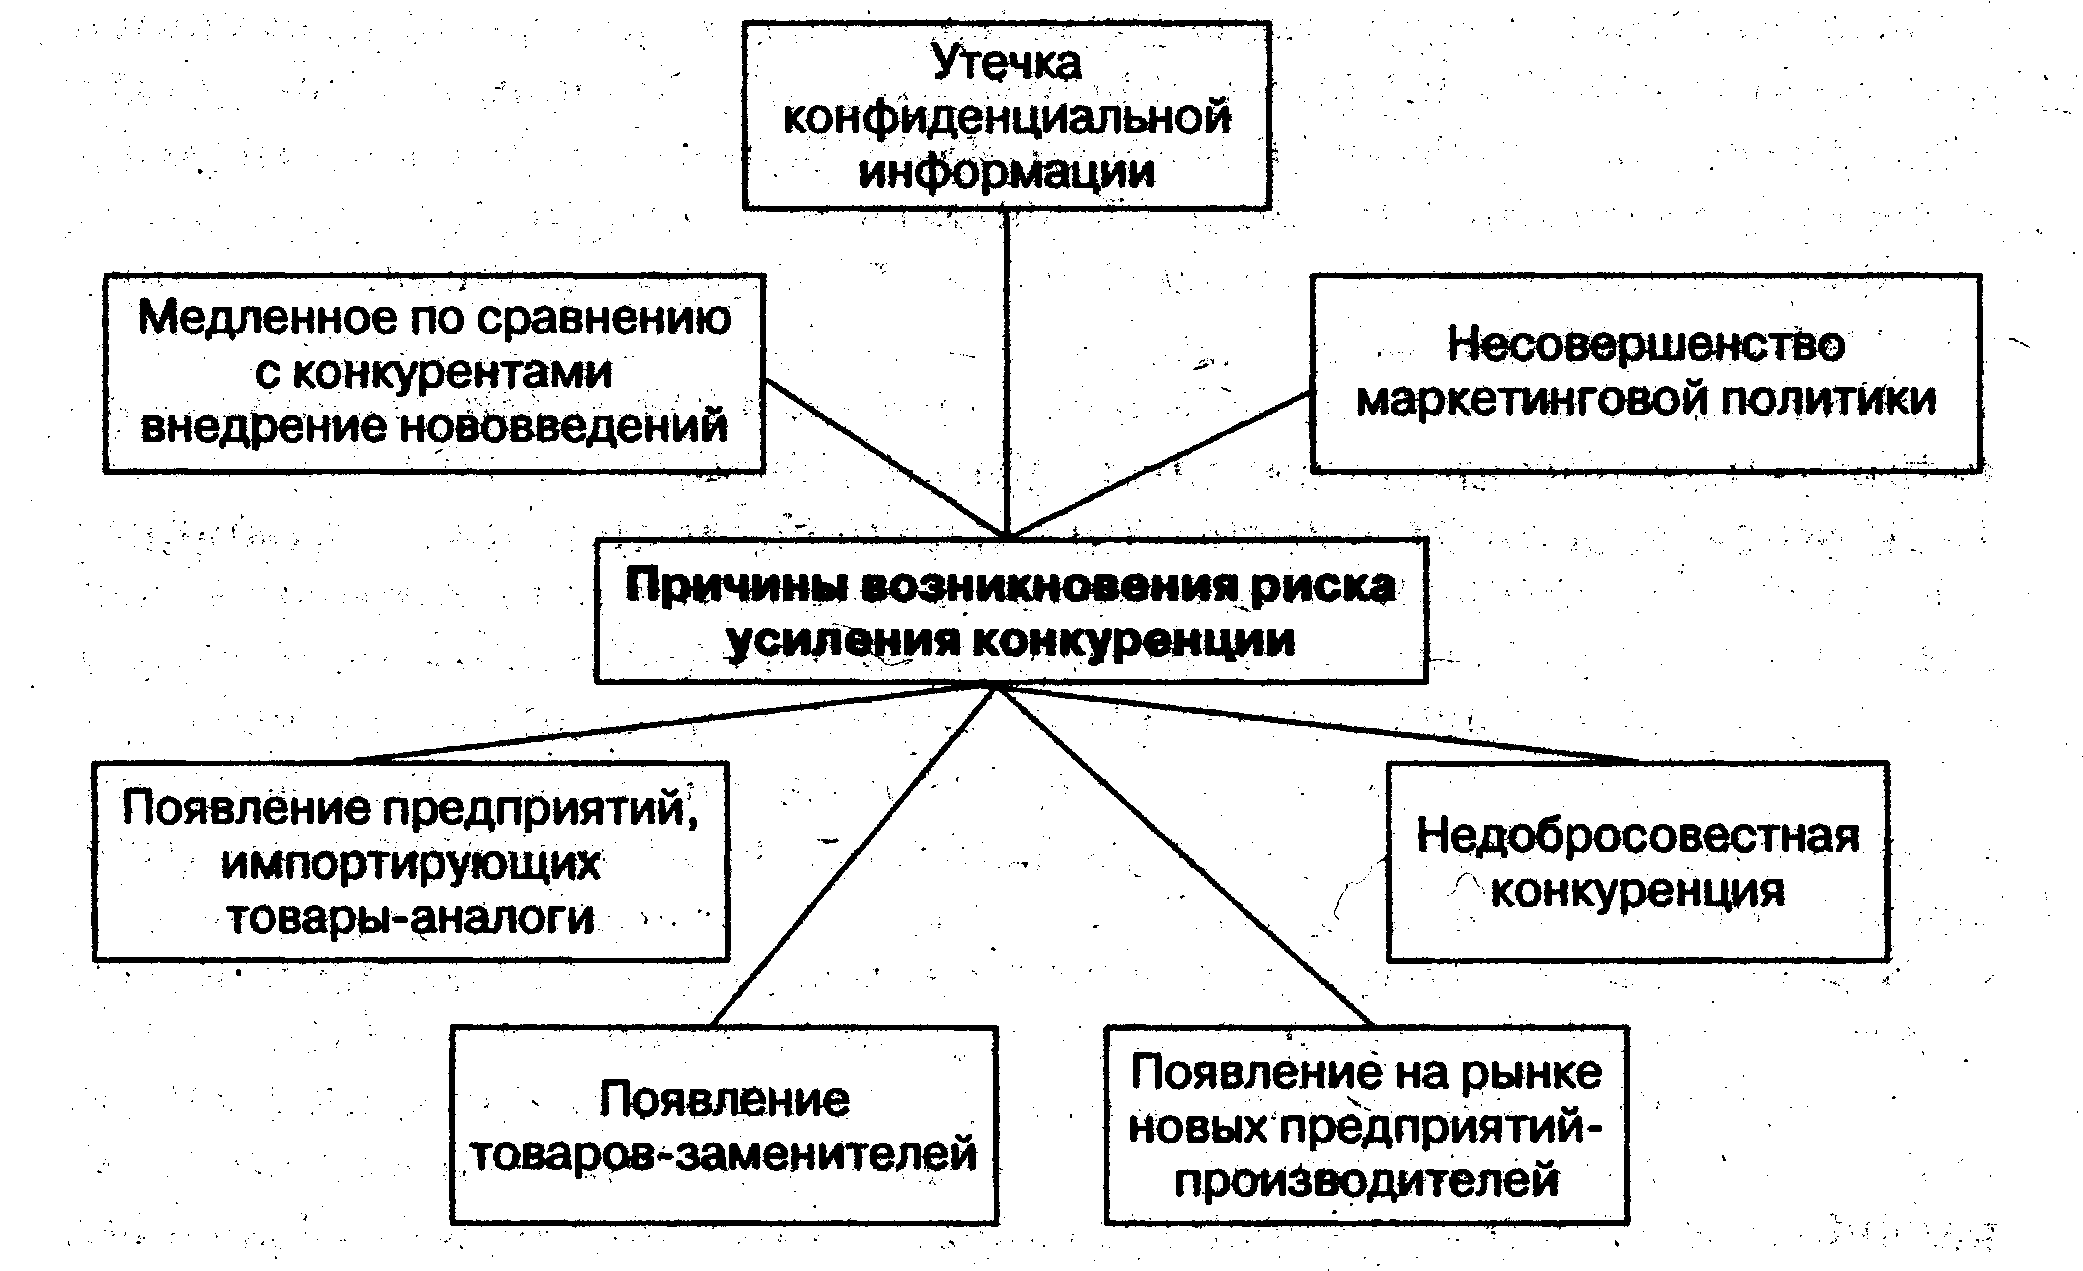 Утечка
конфиденциальной
информации
Медленное по сравнению
с конкурентами
внедрение нововведений
Несовершенство
маркетинговой политики
Причины возникновения риска
усиления конкуренции
Появление предприятий,
импортирующих
товары-аналоги
Недобросовестная
конкуренция
Появление
товаров-заменителей
Появление на рынке
новых предприятий-
производителей